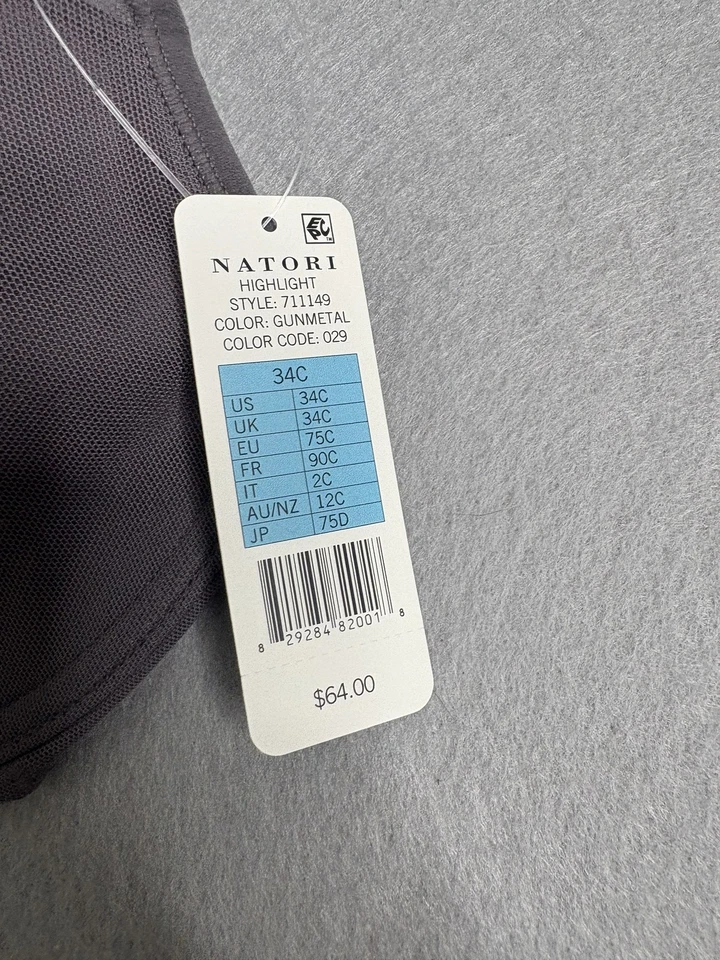 EPC™
NATORI
HIGHLIGHT
STYLE: 711149
COLOR: GUNMETAL
COLOR CODE: 029
34C
US 34C
UK 34C
EU 75C
FR 90C
IT 2C
AU/NZ 12C
JP 75D
8 29284 82001 8
$64.00